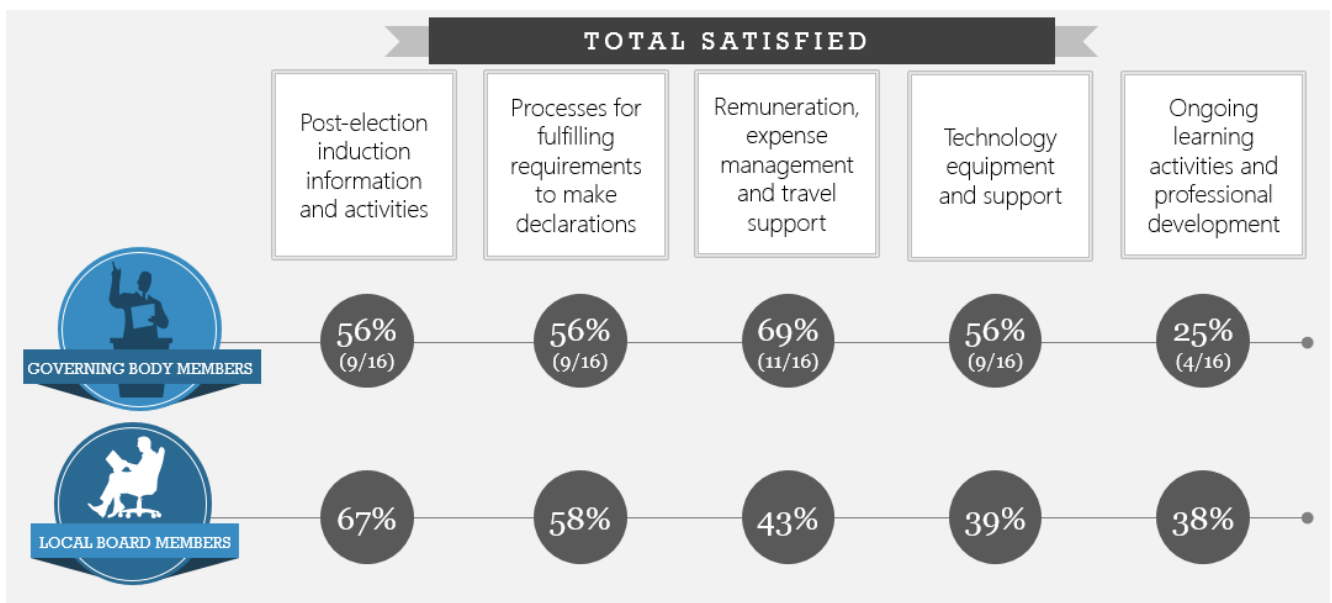 TOTAL SATISFIED
Post-election
induction
information
and activities
Processes for
fulfilling
requirements
to make
declarations
Remuneration,
expense
management
and travel
support
Technology
equipment
and support
Ongoing
learning
activities and
professional
development
GOVERNING BODY MEMBERS
56%
(9/16)
56%
(9/16)
69%
(11/16)
56%
(9/16)
25%
(4/16)
LOCAL BOARD MEMBERS
67%
58%
43%
39%
38%